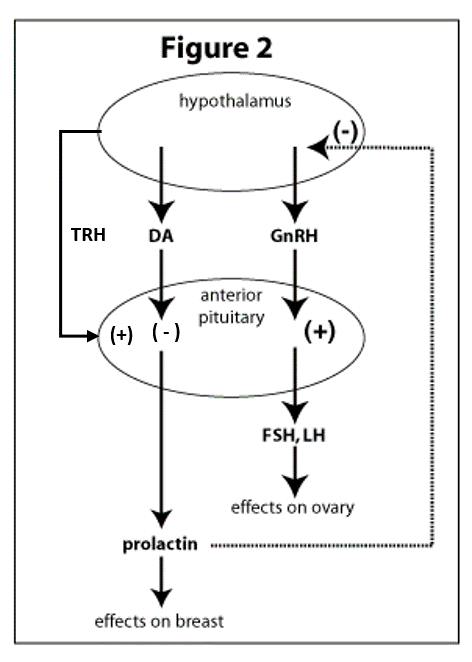 Figure 2
hypothalamus
(-)
TRH
DA
GnRH
anterior
pituitary
(+)
( - )
(+)
FSH, LH
effects on ovary
prolactin
effects on breast